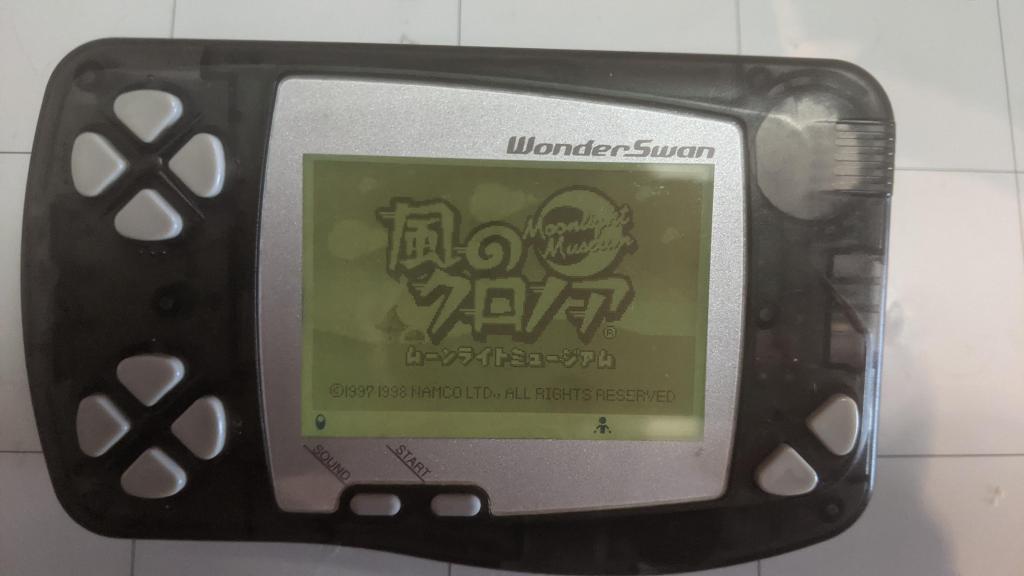 WonderSwan
風のクロノア
Moonlight Museum
®
ムーンライトミュージアム
©1997 1998 NAMCO LTD., ALL RIGHTS RESERVED
SOUND
START